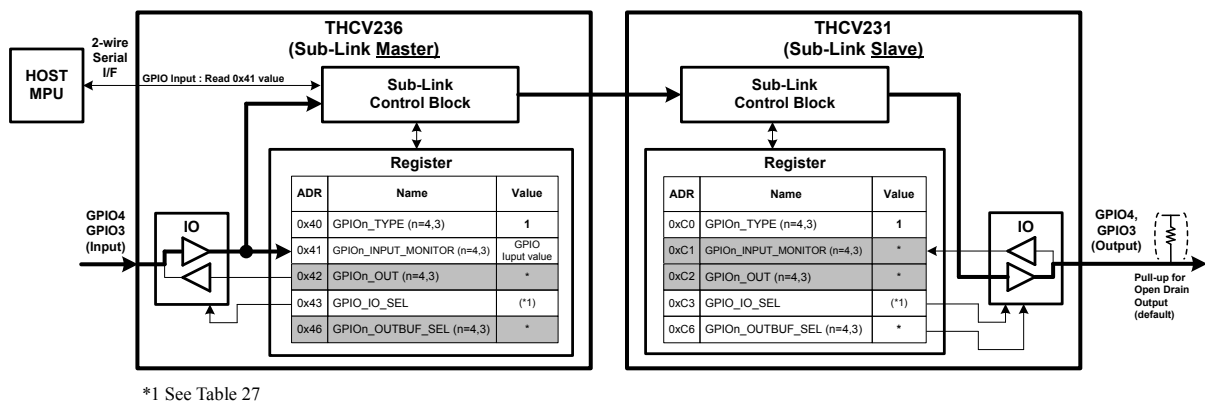 THCV236
(Sub-Link Master)
THCV231
(Sub-Link Slave)
2-wire
Serial
I/F
HOST
MPU
GPIO Input : Read 0x41 value
Sub-Link
Control Block
Sub-Link
Control Block
Register
ADR Name Value
0x40 GPIOn_TYPE (n=4,3) 1
0x41 GPIOn_INPUT_MONITOR (n=4,3) GPIO
Iuput value
0x42 GPIOn_OUT (n=4,3) *
0x43 GPIO_IO_SEL (*1)
0x46 GPIOn_OUTBUF_SEL (n=4,3) *
GPIO4
GPIO3
(Input)
IO
Register
ADR Name Value
0xC0 GPIOn_TYPE (n=4,3) 1
0xC1 GPIOn_INPUT_MONITOR (n=4,3) *
0xC2 GPIOn_OUT (n=4,3) *
0xC3 GPIO_IO_SEL (*1)
0xC6 GPIOn_OUTBUF_SEL (n=4,3) *
IO
GPIO4,
GPIO3
(Output)
Pull-up for
Open Drain
Output
(default)
*1 See Table 27